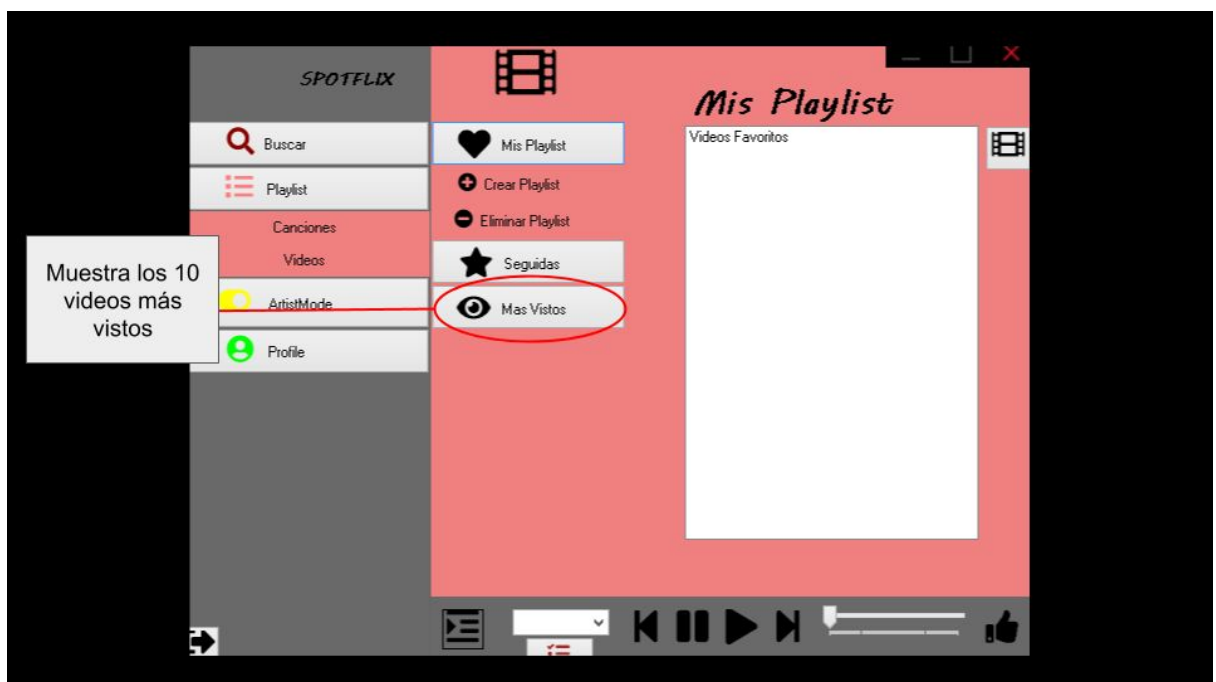 SPOTFLIX
Buscar
Playlist
Canciones
Videos
ArtistMode
Profile
Muestra los 10
videos más
vistos
Mis Playlist
Crear Playlist
Eliminar Playlist
Seguidas
Mas Vistos
Mis Playlist
Videos Favoritos